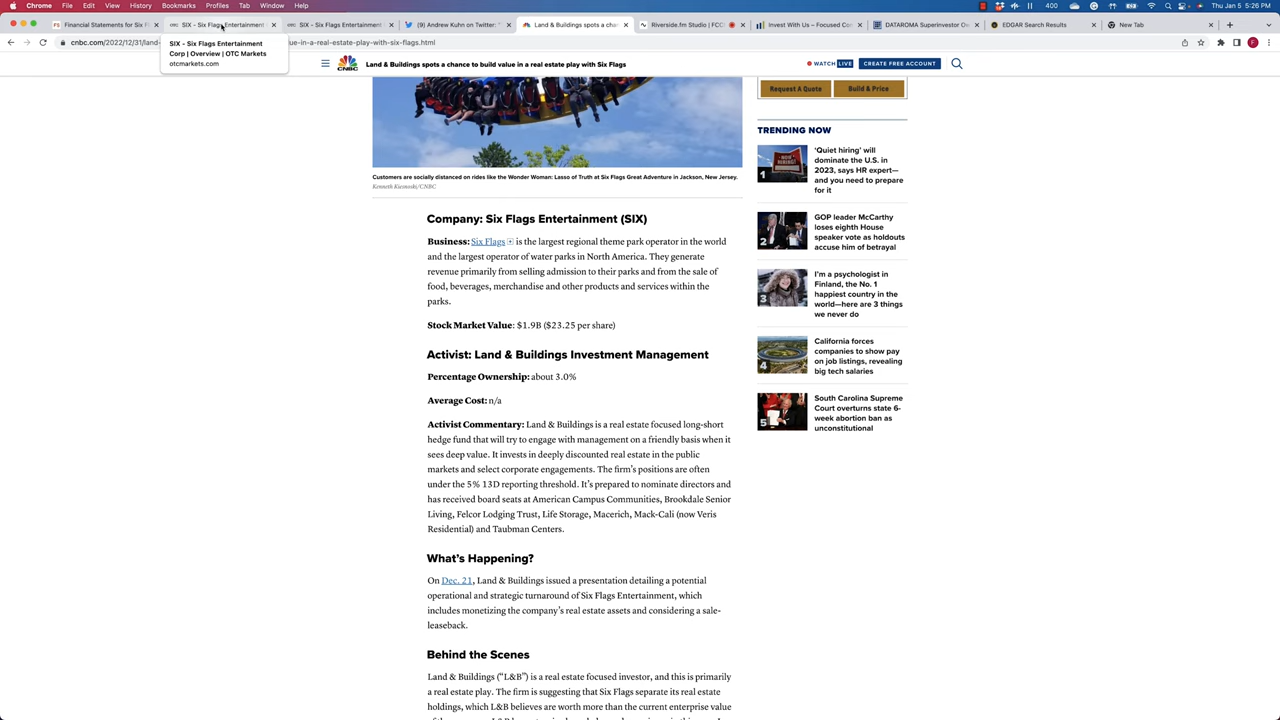 Chrome File Edit View History Bookmarks Profiles Tab Window Help
400
Thu Jan 5 5:26 PM
Financial Statements for Six F
SIX - Six Flags Entertainment
SIX - Six Flags Entertainment
(9) Andrew Kuhn on Twitter: "
Land & Buildings spots a cha
Riverside.fm Studio | FCC
Invest With Us – Focused Con
DATAROMA Superinvestor Ov
EDGAR Search Results
New Tab
cnbc.com/2022/12/31/land-
ue-in-a-real-estate-play-with-six-flags.html
SIX - Six Flags Entertainment
Corp | Overview | OTC Markets
otcmarkets.com
CNBC
Land & Buildings spots a chance to build value in a real estate play with Six Flags
WATCH LIVE
CREATE FREE ACCOUNT
Request A Quote
Build & Price
Customers are socially distanced on rides like the Wonder Woman: Lasso of Truth at Six Flags Great Adventure in Jackson, New Jersey.
Kenneth Kiesnoski/CNBC
Company: Six Flags Entertainment (SIX)
Business: Six Flags is the largest regional theme park operator in the world
and the largest operator of water parks in North America. They generate
revenue primarily from selling admission to their parks and from the sale of
food, beverages, merchandise and other products and services within the
parks.
Stock Market Value: $1.9B ($23.25 per share)
Activist: Land & Buildings Investment Management
Percentage Ownership: about 3.0%
Average Cost: n/a
Activist Commentary: Land & Buildings is a real estate focused long-short
hedge fund that will try to engage with management on a friendly basis when it
sees deep value. It invests in deeply discounted real estate in the public
markets and select corporate engagements. The firm's positions are often
under the 5% 13D reporting threshold. It's prepared to nominate directors and
has received board seats at American Campus Communities, Brookdale Senior
Living, Felcor Lodging Trust, Life Storage, Macerich, Mack-Cali (now Veris
Residential) and Taubman Centers.
What's Happening?
On Dec. 21, Land & Buildings issued a presentation detailing a potential
operational and strategic turnaround of Six Flags Entertainment, which
includes monetizing the company's real estate assets and considering a sale-
leaseback.
Behind the Scenes
Land & Buildings ("L&B") is a real estate focused investor, and this is primarily
a real estate play. The firm is suggesting that Six Flags separate its real estate
holdings, which L&B believes are worth more than the current enterprise value
TRENDING NOW
1
'Quiet hiring' will
dominate the U.S. in
2023, says HR expert—
and you need to prepare
for it
2
GOP leader McCarthy
loses eighth House
speaker vote as holdouts
accuse him of betrayal
3
I'm a psychologist in
Finland, the No. 1
happiest country in the
world—here are 3 things
we never do
4
California forces
companies to show pay
on job listings, revealing
big tech salaries
5
South Carolina Supreme
Court overturns state 6-
week abortion ban as
unconstitutional